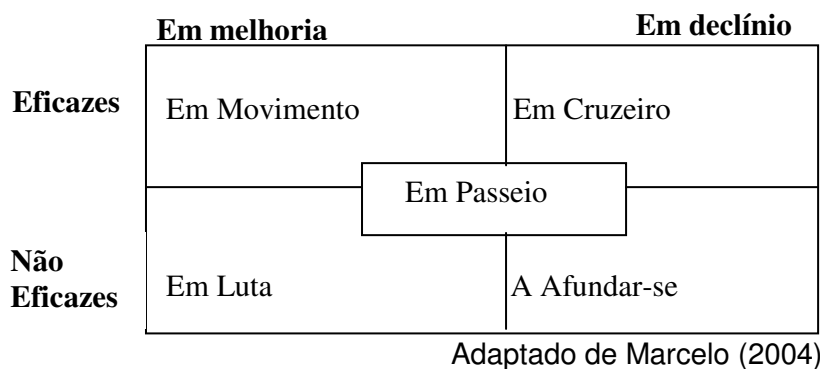 Em melhoria Em declínio
Eficazes Em Movimento Em Cruzeiro
Em Passeio
Não
Eficazes Em Luta A Afundar-se
Adaptado de Marcelo (2004)